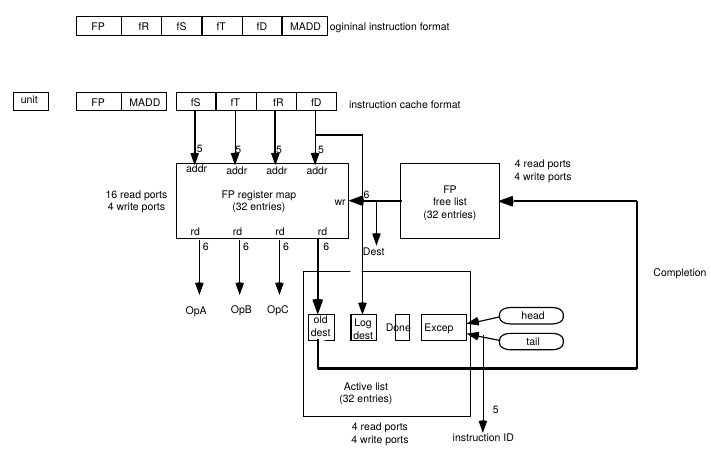 FP fR fS fT fD MADD ogininal instruction format
unit FP MADD fS fT fR fD instruction cache format
5 5 5 5
addr addr addr addr
16 read ports
4 write ports
FP register map
(32 entries)
wr
6
FP
free list
(32 entries)
4 read ports
4 write ports
rd rd rd rd
6 6 6 6
Dest
Completion
OpA OpB OpC
old
dest
Log
dest
Done
Excep
head
tail
Active list
(32 entries)
5
4 read ports
4 write ports
instruction ID